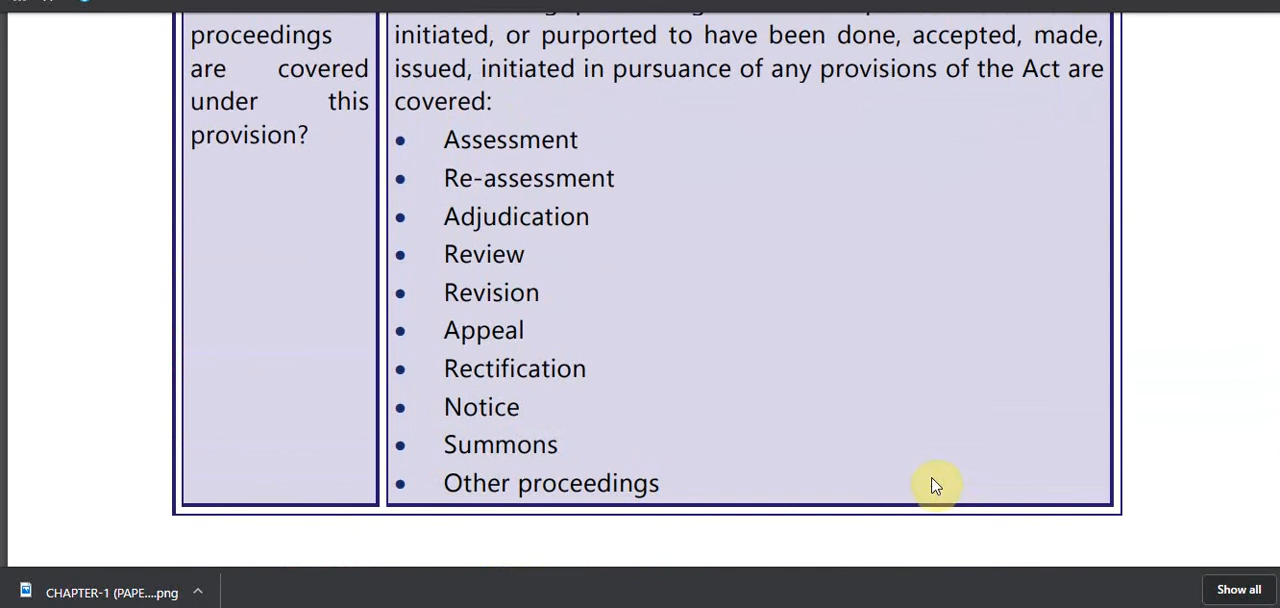 proceedings
are covered
under this
provision?
initiated, or purported to have been done, accepted, made,
issued, initiated in pursuance of any provisions of the Act are
covered:
• Assessment
• Re-assessment
• Adjudication
• Review
• Revision
• Appeal
• Rectification
• Notice
• Summons
• Other proceedings
CHAPTER-1 (PAPE....png
Show all